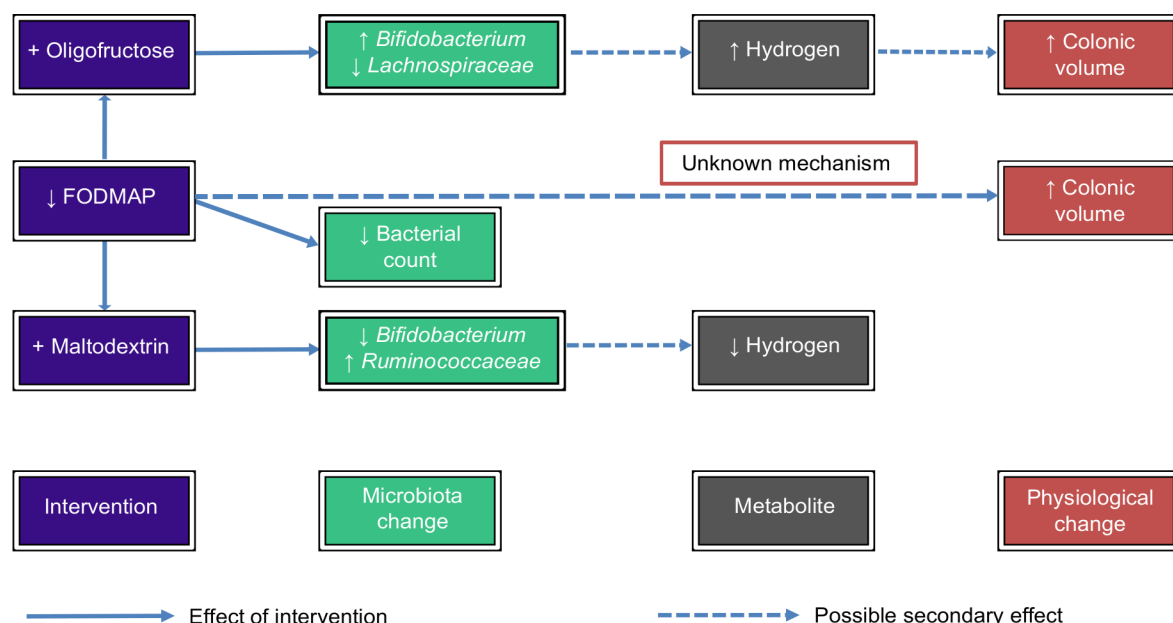 + Oligofructose
↑ Bifidobacterium
↓ Lachnospiraceae
↑ Hydrogen
↑ Colonic
volume
Unknown mechanism
↓ FODMAP
↑ Colonic
volume
↓ Bacterial
count
+ Maltodextrin
↓ Bifidobacterium
↑ Ruminococcaceae
↓ Hydrogen
Intervention
Microbiota
change
Metabolite
Physiological
change
Effect of intervention
Possible secondary effect